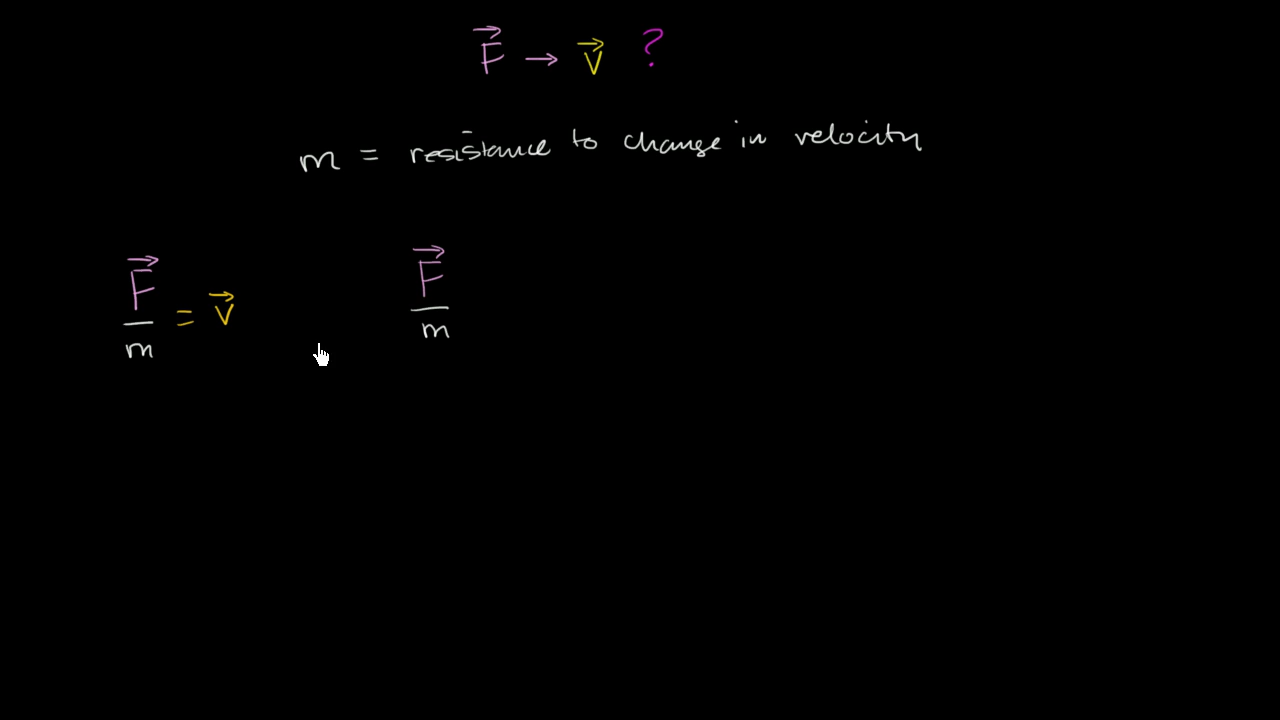 F⃗ → v⃗ ?
m = resistance to change in velocity
F⃗/m = v⃗
F⃗/m